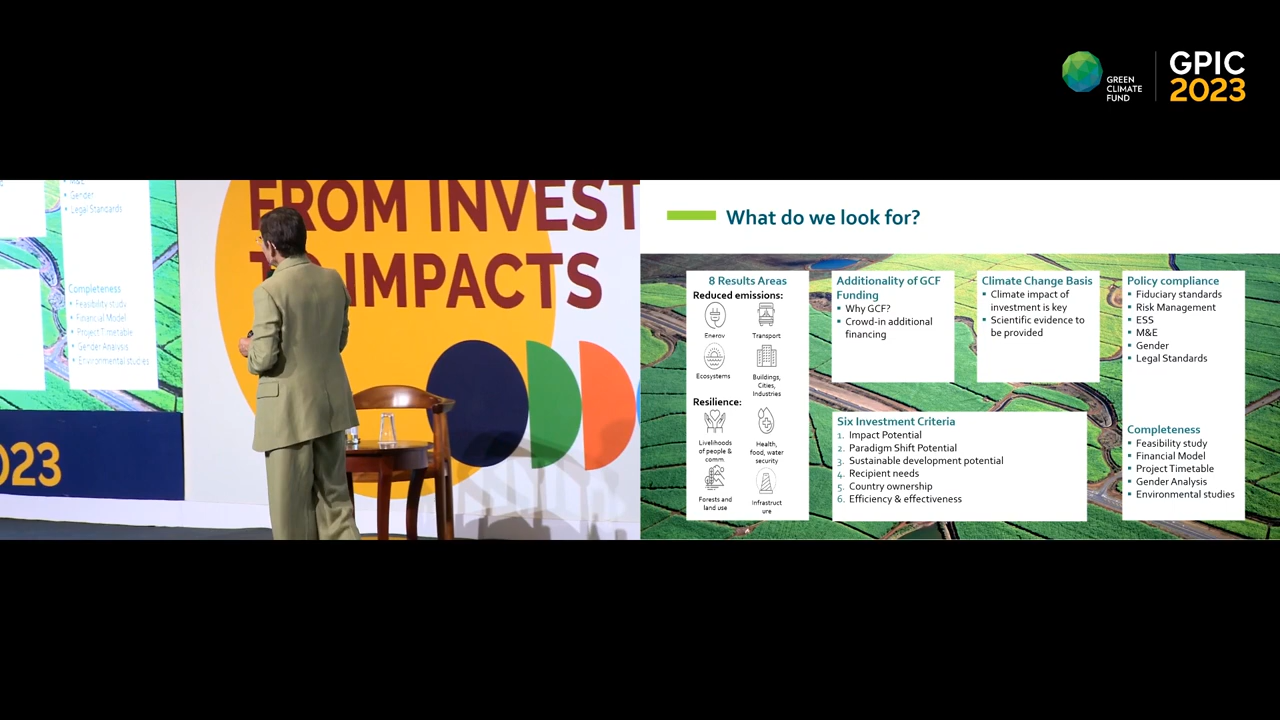 GREEN
CLIMATE
FUND
GPIC
2023
M&E
Gender
Legal Standards
Completeness
Feasibility study
Financial Model
Project Timetable
Gender Analysis
Environmental studies
023
FROM INVEST
TO IMPACTS
What do we look for?
8 Results Areas
Reduced emissions:
Energy
Transport
Ecosystems
Buildings,
Cities,
Industries
Resilience:
Livelihoods
of people &
comm.
Health,
food, water
security
Forests and
land use
Infrastruct
ure
Additionality of GCF
Funding
▪ Why GCF?
▪ Crowd-in additional
financing
Climate Change Basis
▪ Climate impact of
investment is key
▪ Scientific evidence to
be provided
Six Investment Criteria
1. Impact Potential
2. Paradigm Shift Potential
3. Sustainable development potential
4. Recipient needs
5. Country ownership
6. Efficiency & effectiveness
Policy compliance
▪ Fiduciary standards
▪ Risk Management
▪ ESS
▪ M&E
▪ Gender
▪ Legal Standards
Completeness
▪ Feasibility study
▪ Financial Model
▪ Project Timetable
▪ Gender Analysis
▪ Environmental studies